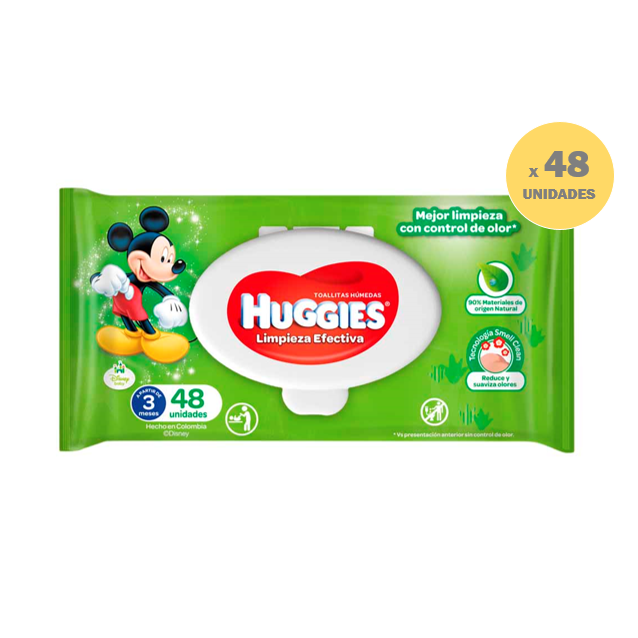 x 48
UNIDADES
Mejor limpieza
con control de olor*
TOALLITAS HÚMEDAS
HUGGIES®
Limpieza Efectiva
90% Materiales de
origen Natural
Tecnología Smell Clean
Reduce y
suaviza olores
Disney
baby
A PARTIR DE
3
meses
48
unidades
Hecho en Colombia
©Disney
* Vs presentación anterior sin control de olor